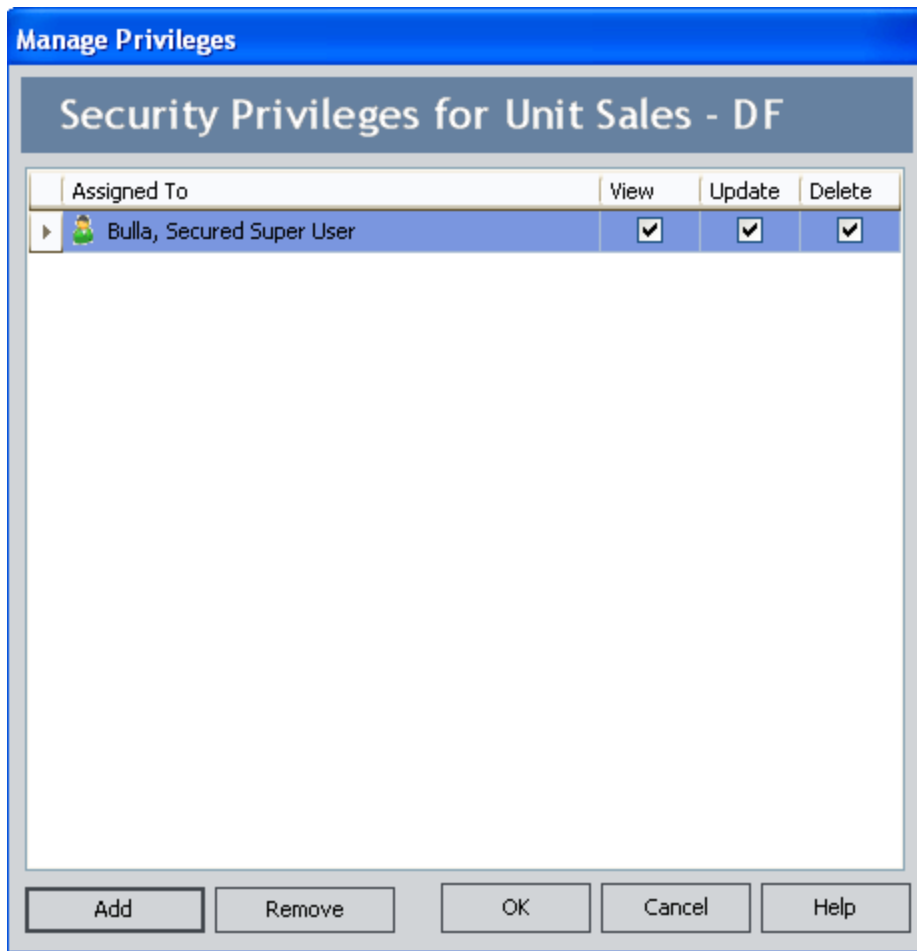 Manage Privileges
Security Privileges for Unit Sales - DF
Assigned To View Update Delete
Bulla, Secured Super User
Add Remove OK Cancel Help